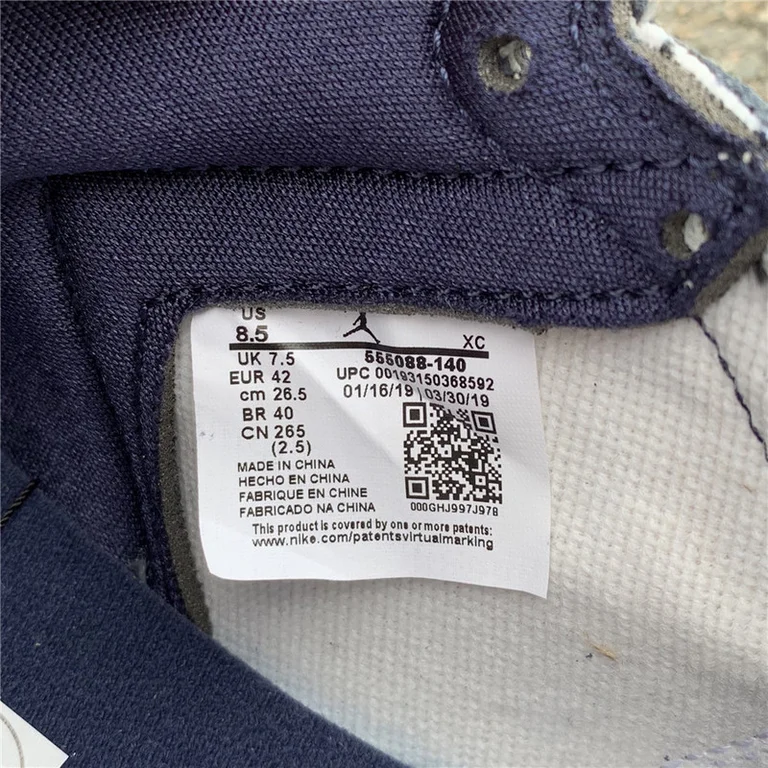 US
8.5
XC
UK 7.5
555088-140
EUR 42
UPC 00193150368592
cm 26.5
01/16/19 03/30/19
BR 40
CN 265
(2.5)
MADE IN CHINA
HECHO EN CHINA
FABRIQUE EN CHINE
FABRICADO NA CHINA
000GHJ997J978
This product is covered by one or more patents:
www.nike.com/patentsvirtualmarking